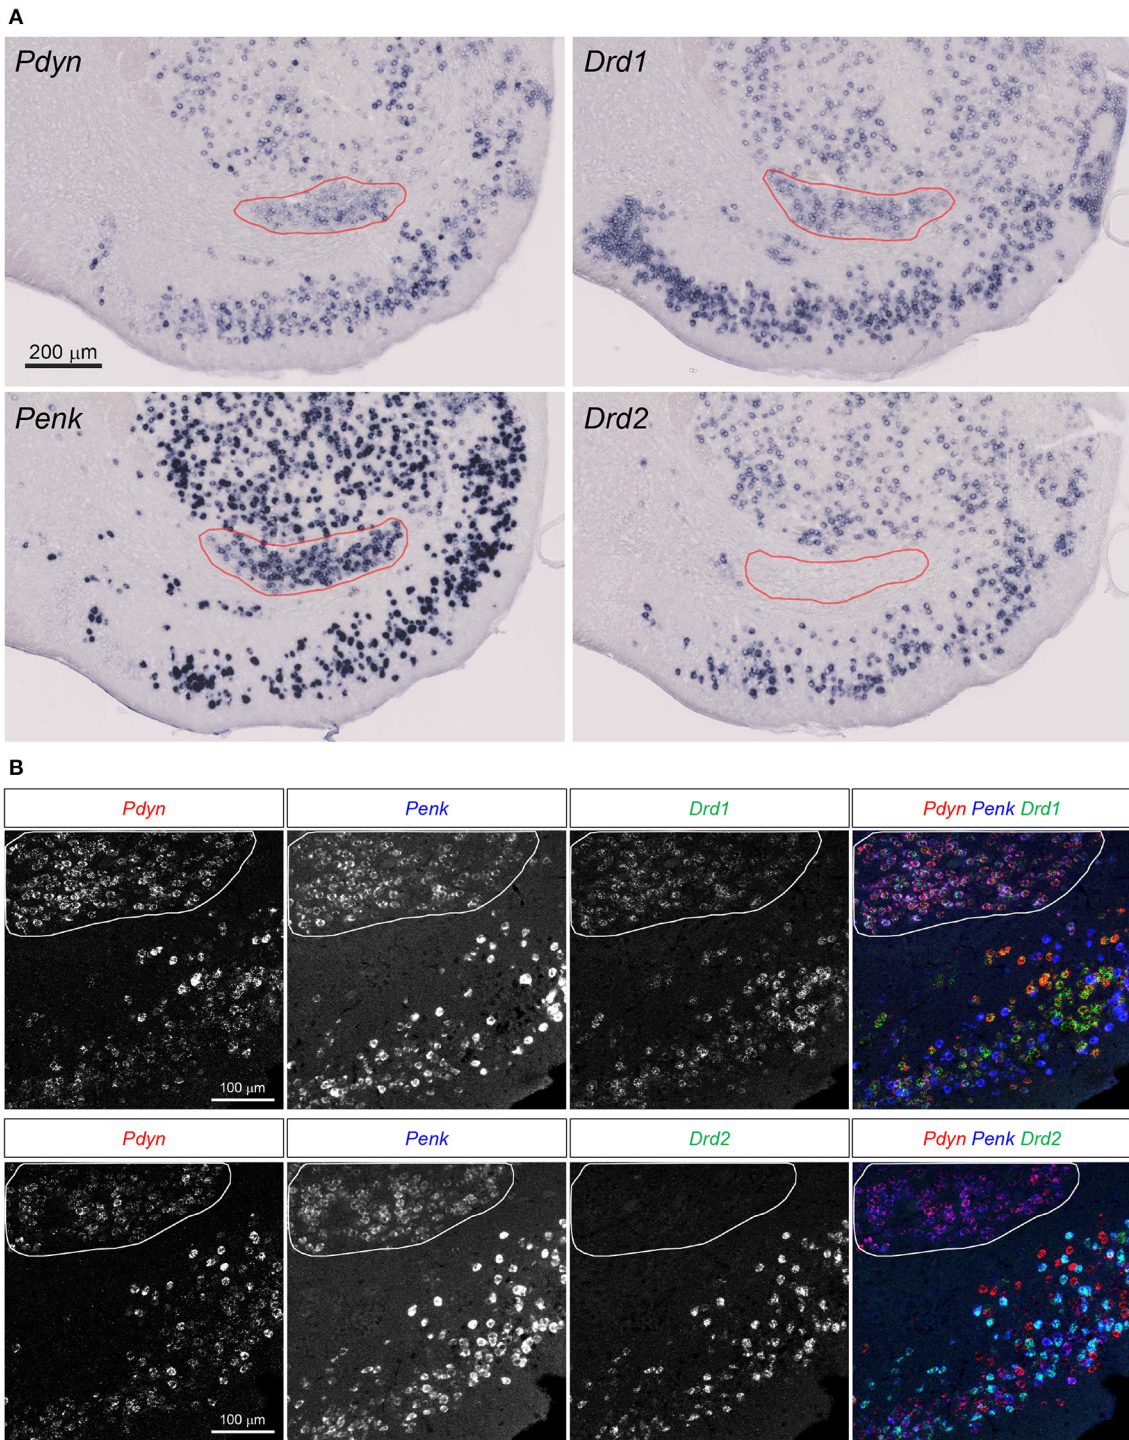 A
Pdyn
Drd1
200 μm
Penk
Drd2
B
Pdyn
Penk
Drd1
Pdyn Penk Drd1
100 μm
Pdyn
Penk
Drd2
Pdyn Penk Drd2
100 μm